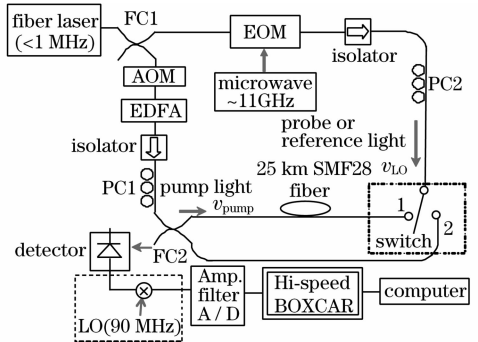 fiber laser
(<1 MHz)
FC1
EOM
isolator
AOM
microwave
~11GHz
PC2
EDFA
probe or
reference light
isolator
25 km SMF28
fiber
νLO
PC1
pump light
νpump
1
2
switch
detector
FC2
LO(90 MHz)
Amp.
filter
A/D
Hi-speed
BOXCAR
computer